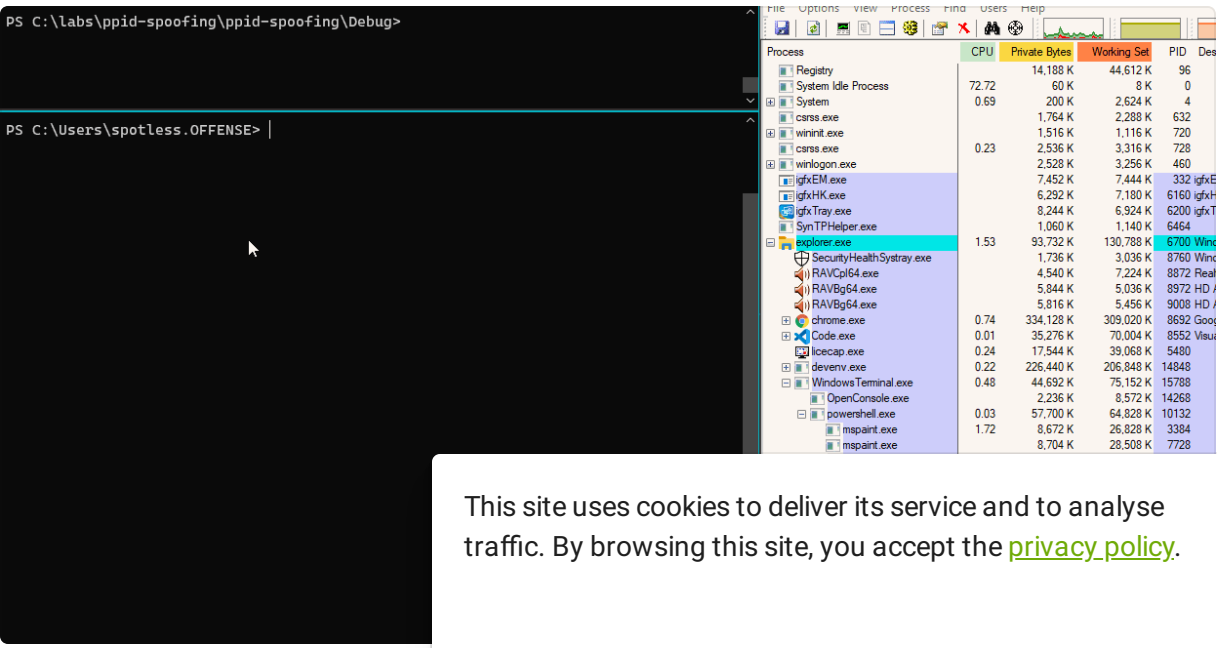 PS C:\labs\ppid-spoofing\ppid-spoofing\Debug>
PS C:\Users\spotless.OFFENSE>
File Options View Process Find Users Help
Process CPU Private Bytes Working Set PID Des
Registry 14,188 K 44,612 K 96
System Idle Process 72.72 60 K 8 K 0
System 0.69 200 K 2,624 K 4
csrss.exe 1,764 K 2,288 K 632
wininit.exe 1,516 K 1,116 K 720
csrss.exe 0.23 2,536 K 3,316 K 728
winlogon.exe 2,528 K 3,256 K 460
igfxEM.exe 7,452 K 7,444 K 332 igfxE
igfxHK.exe 6,292 K 7,180 K 6160 igfxH
igfxTray.exe 8,244 K 6,924 K 6200 igfxT
SynTPHelper.exe 1,060 K 1,140 K 6464
explorer.exe 1.53 93,732 K 130,788 K 6700 Wind
SecurityHealthSystray.exe 1,736 K 3,036 K 8760 Wind
RAVCpl64.exe 4,540 K 7,224 K 8872 Real
RAVBg64.exe 5,844 K 5,036 K 8972 HD A
RAVBg64.exe 5,816 K 5,456 K 9008 HD A
chrome.exe 0.74 334,128 K 309,020 K 8692 Goog
Code.exe 0.01 35,276 K 70,004 K 8552 Visua
licecap.exe 0.24 17,544 K 39,068 K 5480
devenv.exe 0.22 226,440 K 206,848 K 14848
WindowsTerminal.exe 0.48 44,692 K 75,152 K 15788
OpenConsole.exe 2,236 K 8,572 K 14268
powershell.exe 0.03 57,700 K 64,828 K 10132
mspaint.exe 1.72 8,672 K 26,828 K 3384
mspaint.exe 8,704 K 28,508 K 7728
This site uses cookies to deliver its service and to analyse
traffic. By browsing this site, you accept the privacy policy.